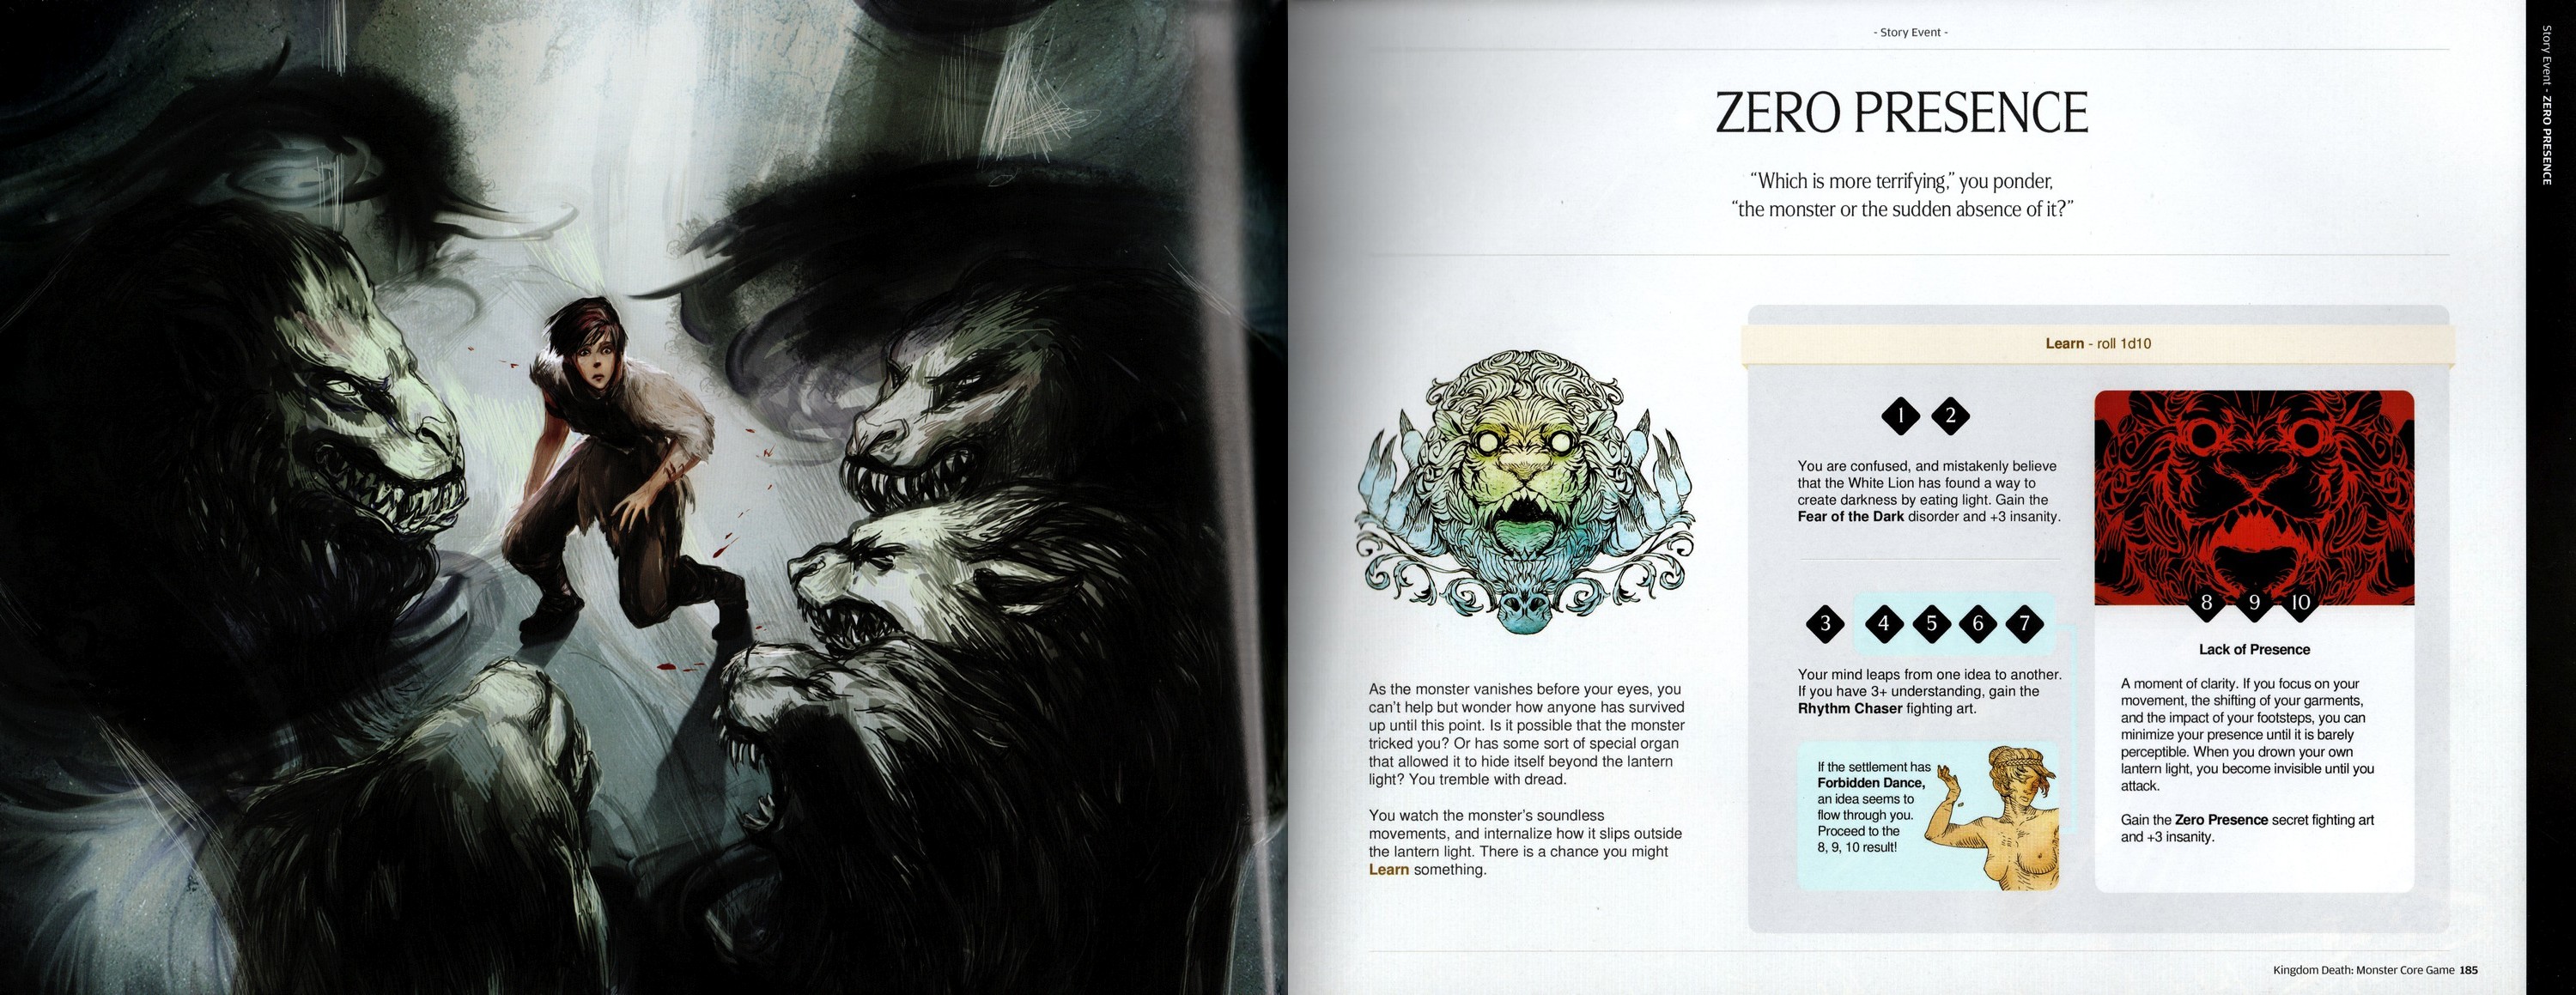 - Story Event -
Story Event - ZERO PRESENCE
ZERO PRESENCE
“Which is more terrifying,” you ponder,
“the monster or the sudden absence of it?”
As the monster vanishes before your eyes, you
can’t help but wonder how anyone has survived
up until this point. Is it possible that the monster
tricked you? Or has some sort of special organ
that allowed it to hide itself beyond the lantern
light? You tremble with dread.
You watch the monster’s soundless
movements, and internalize how it slips outside
the lantern light. There is a chance you might
Learn something.
Learn - roll 1d10
1 2
You are confused, and mistakenly believe
that the White Lion has found a way to
create darkness by eating light. Gain the
Fear of the Dark disorder and +3 insanity.
3 4 5 6 7
Your mind leaps from one idea to another.
If you have 3+ understanding, gain the
Rhythm Chaser fighting art.
If the settlement has
Forbidden Dance,
an idea seems to
flow through you.
Proceed to the
8, 9, 10 result!
8 9 10
Lack of Presence
A moment of clarity. If you focus on your
movement, the shifting of your garments,
and the impact of your footsteps, you can
minimize your presence until it is barely
perceptible. When you drown your own
lantern light, you become invisible until you
attack.
Gain the Zero Presence secret fighting art
and +3 insanity.
Kingdom Death: Monster Core Game 185